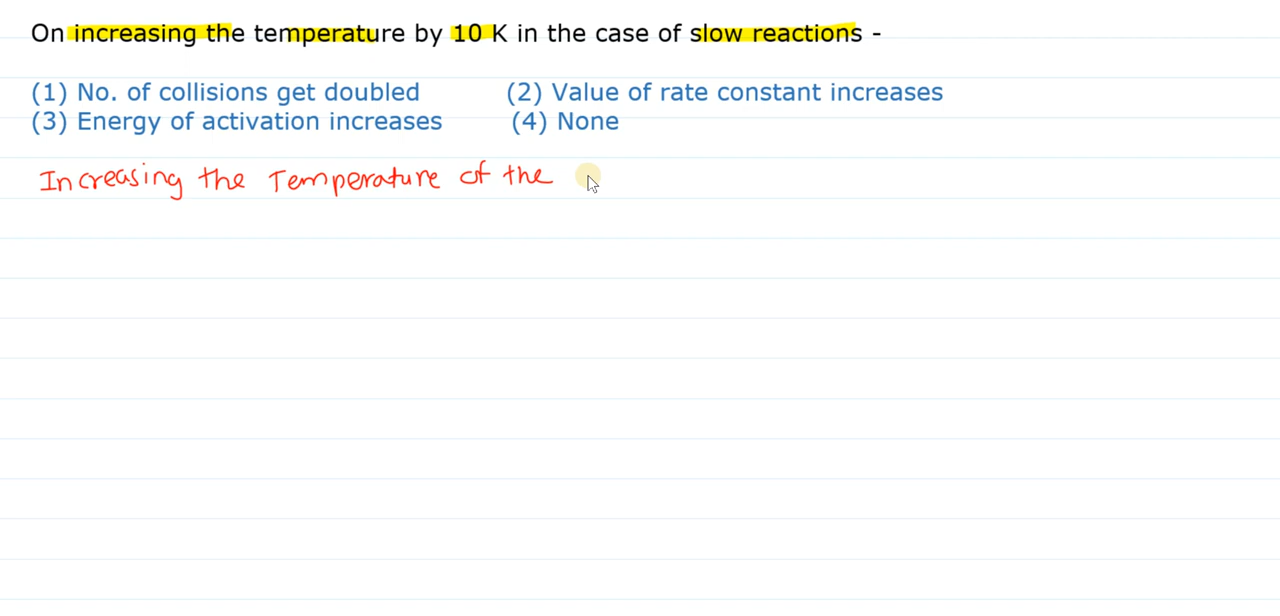 On increasing the temperature by 10 K in the case of slow reactions -
(1) No. of collisions get doubled (2) Value of rate constant increases
(3) Energy of activation increases (4) None
Increasing the Temperature of the